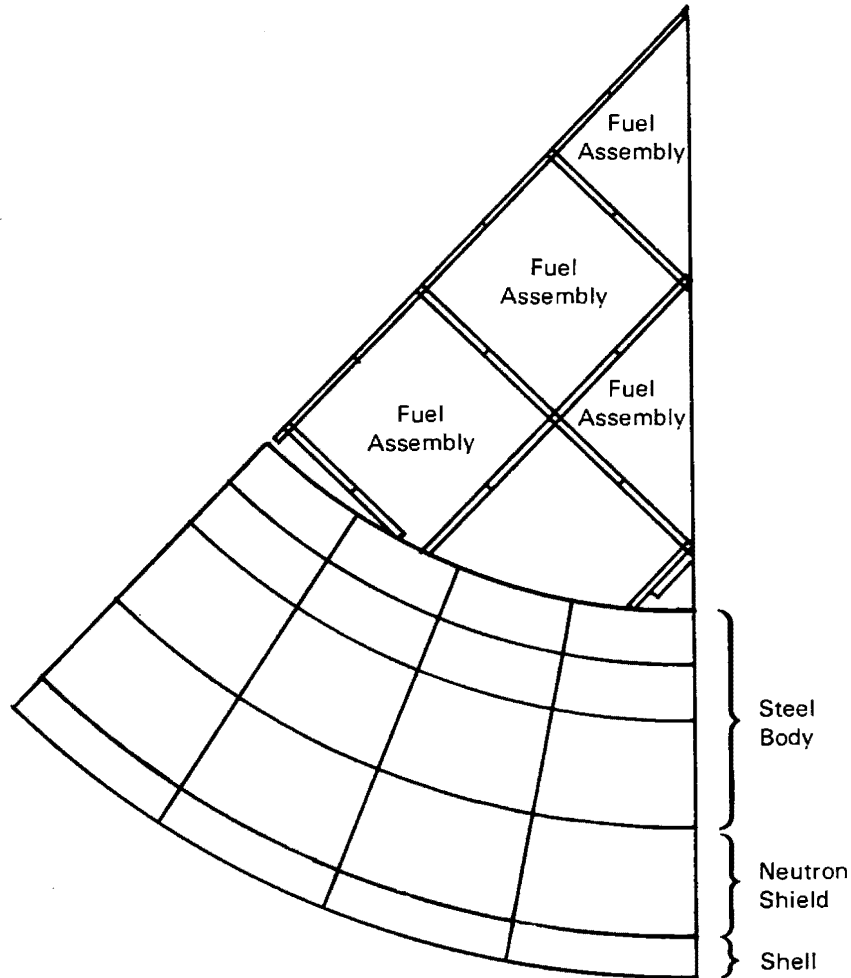 Fuel
Assembly
Fuel
Assembly
Fuel
Assembly
Fuel
Assembly
Steel
Body
Neutron
Shield
Shell